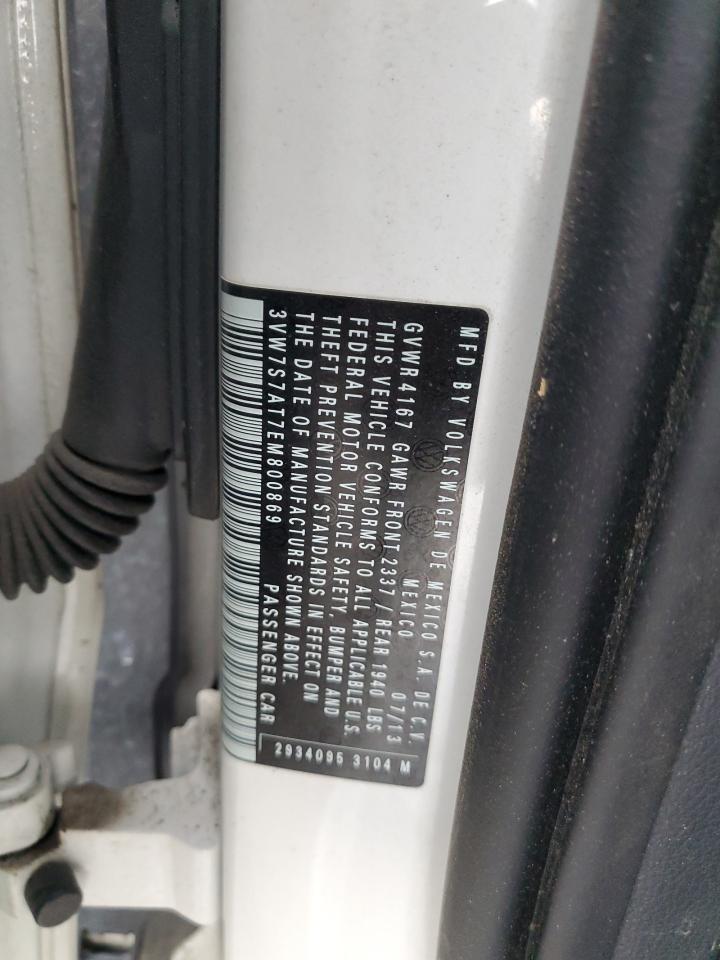 MFD BY VOLKSWAGEN DE MEXICO S.A. DE C.V.
MEXICO 07/13
GVWR 4167 GAWR FRONT 2337 / REAR 1940 LBS
THIS VEHICLE CONFORMS TO ALL APPLICABLE U.S.
FEDERAL MOTOR VEHICLE SAFETY, BUMPER AND
THEFT PREVENTION STANDARDS IN EFFECT ON
THE DATE OF MANUFACTURE SHOWN ABOVE.
3VW7S7AT7EM800869 PASSENGER CAR
2934095 3104 M